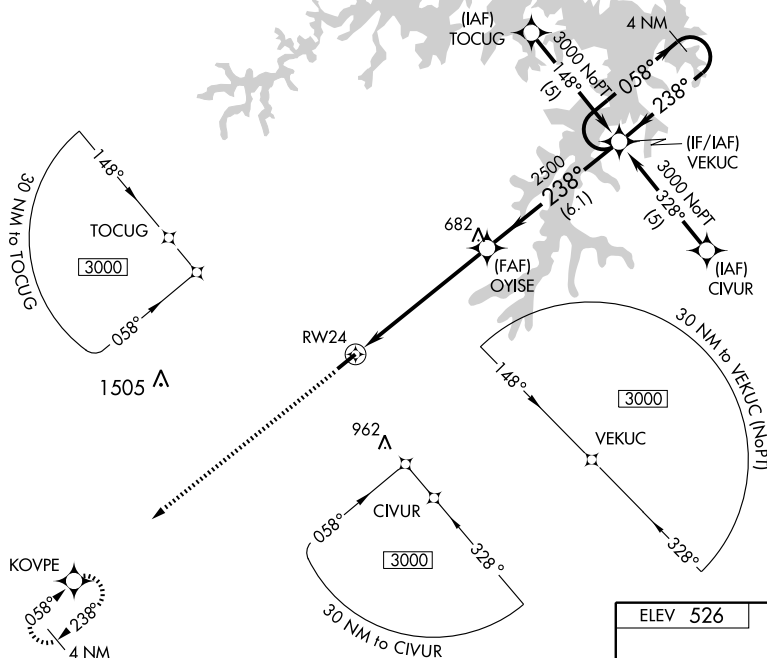 (IAF)
TOCUG
3000 NoPT
148°
(5)
4 NM
058°
238°
(IF/IAF)
VEKUC
2500
238°
(6.1)
3000 NoPT
328°
(5)
(IAF)
CIVUR
682
(FAF)
OYISE
148°
TOCUG
3000
30 NM to TOCUG
058°
RW24
1505
30 NM to VEKUC (NoPT)
148°
3000
VEKUC
328°
962
058°
CIVUR
328°
3000
30 NM to CIVUR
KOVPE
058°
238°
4 NM
ELEV 526